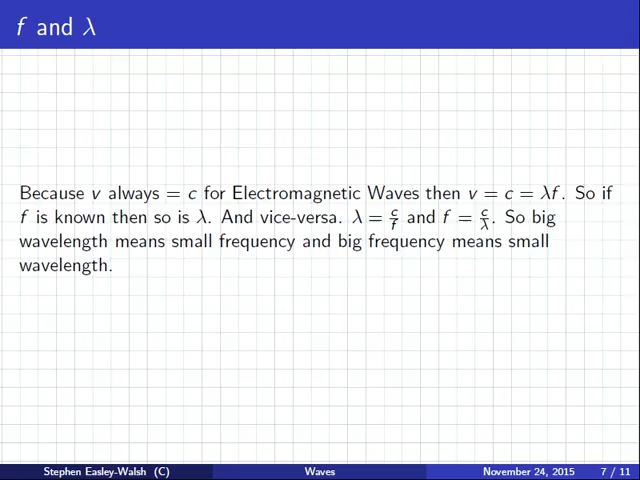 f and λ
Because v always = c for Electromagnetic Waves then v = c = λf. So if
f is known then so is λ. And vice-versa. λ = c/f and f = c/λ. So big
wavelength means small frequency and big frequency means small
wavelength.
Stephen Easley-Walsh (C) Waves November 24, 2015 7 / 11